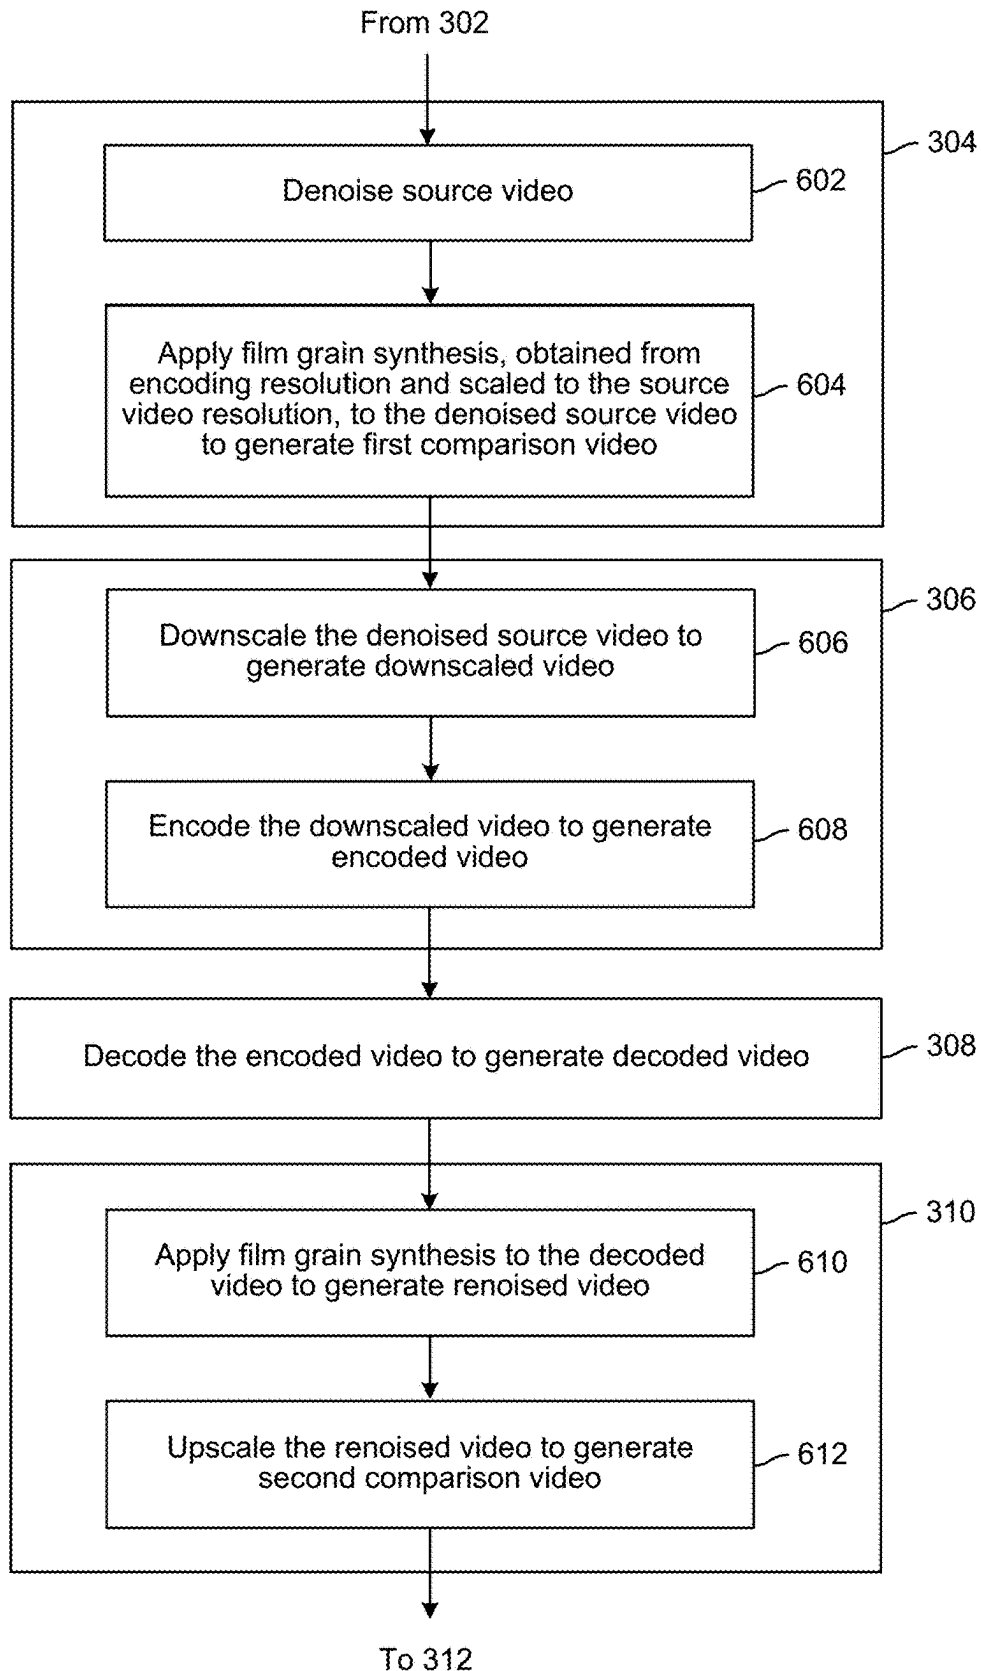 From 302
304
Denoise source video
602
Apply film grain synthesis, obtained from
encoding resolution and scaled to the source
video resolution, to the denoised source video
to generate first comparison video
604
306
Downscale the denoised source video to
generate downscaled video
606
Encode the downscaled video to generate
encoded video
608
Decode the encoded video to generate decoded video
308
310
Apply film grain synthesis to the decoded
video to generate renoised video
610
Upscale the renoised video to generate
second comparison video
612
To 312